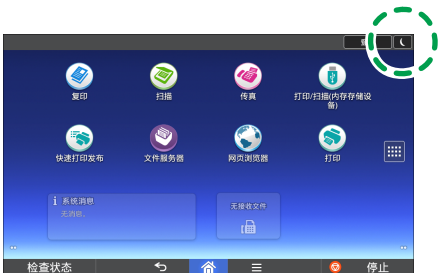 复印
扫描
传真
打印/扫描(内存存储设
备)
快速打印发布
文件服务器
网页浏览器
打印
i 系统消息
无消息。
无接收文件
检查状态
停止